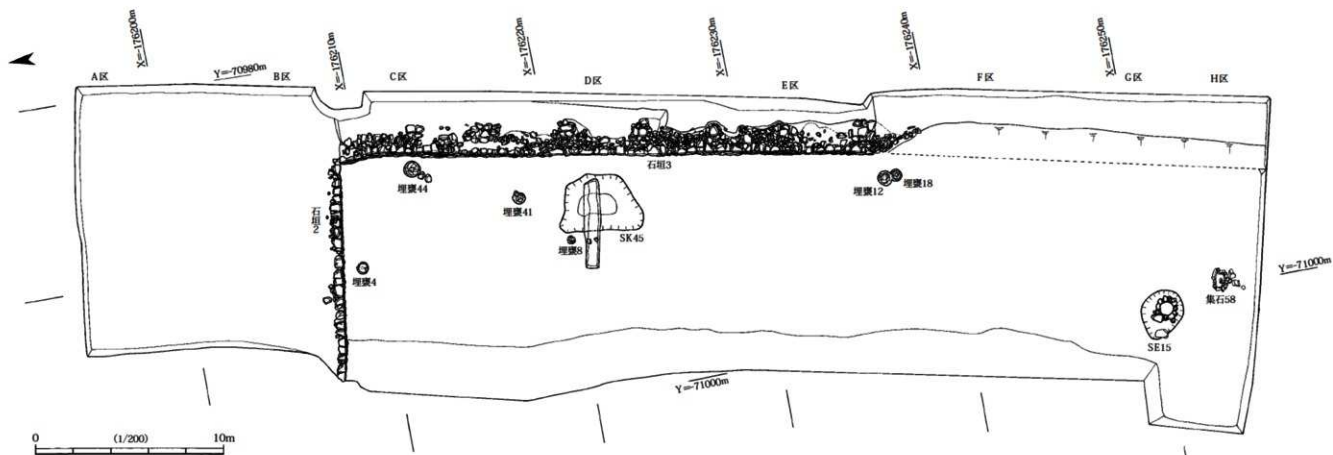 X=-176200m
X=-176210m
X=-176220m
X=-176230m
X=-176240m
X=-176250m
A区
Y=-70980m
B区
C区
D区
E区
F区
G区
H区
石垣3
埋甕44
埋甕12
埋甕18
埋甕41
石垣2
SK45
埋甕8
埋甕4
Y=-71000m
集石58
SE15
Y=-71000m
0
(1/200)
10m